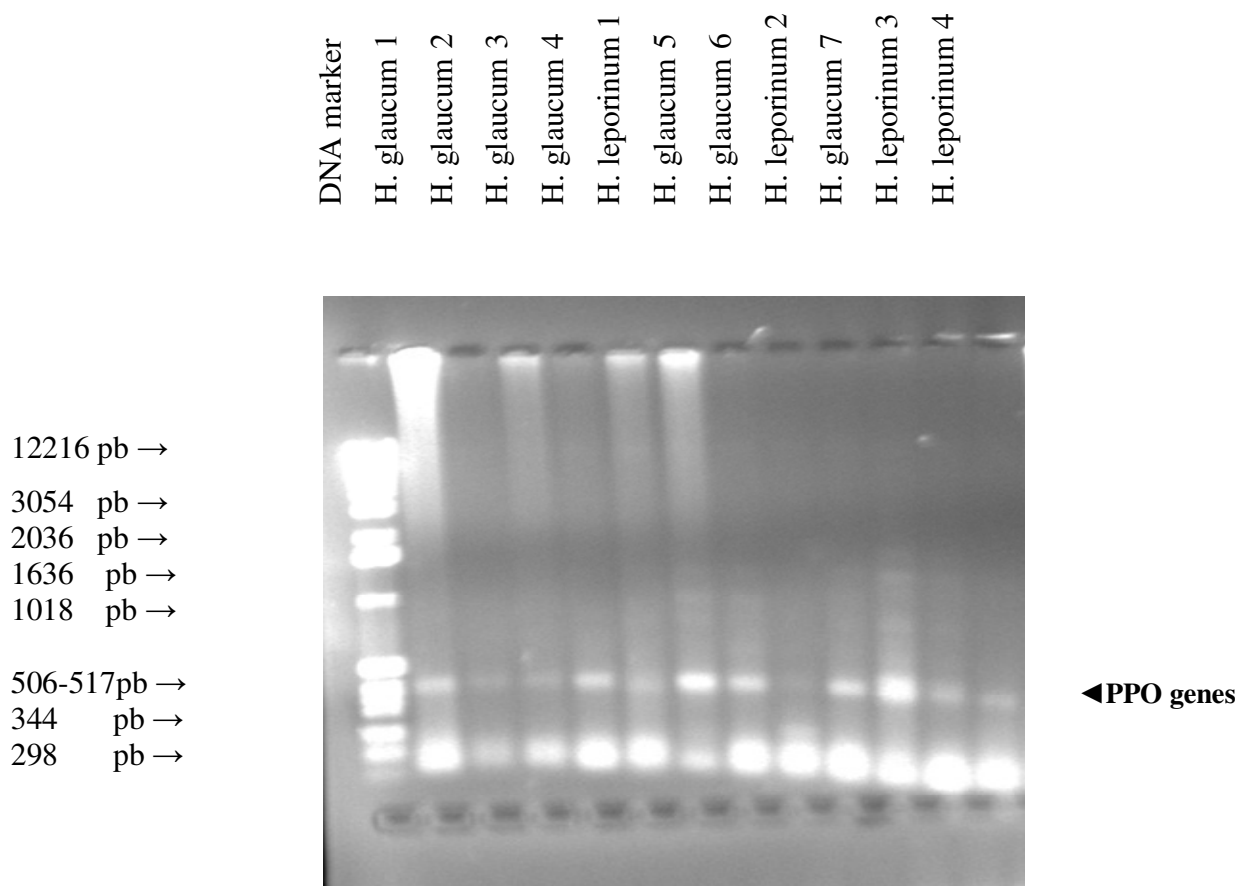 DNA marker
H. glaucum 1
H. glaucum 2
H. glaucum 3
H. glaucum 4
H. leporinum 1
H. glaucum 5
H. glaucum 6
H. leporinum 2
H. glaucum 7
H. leporinum 3
H. leporinum 4
12216 pb →
3054 pb →
2036 pb →
1636 pb →
1018 pb →
506-517pb →
◄PPO genes
344 pb →
298 pb →